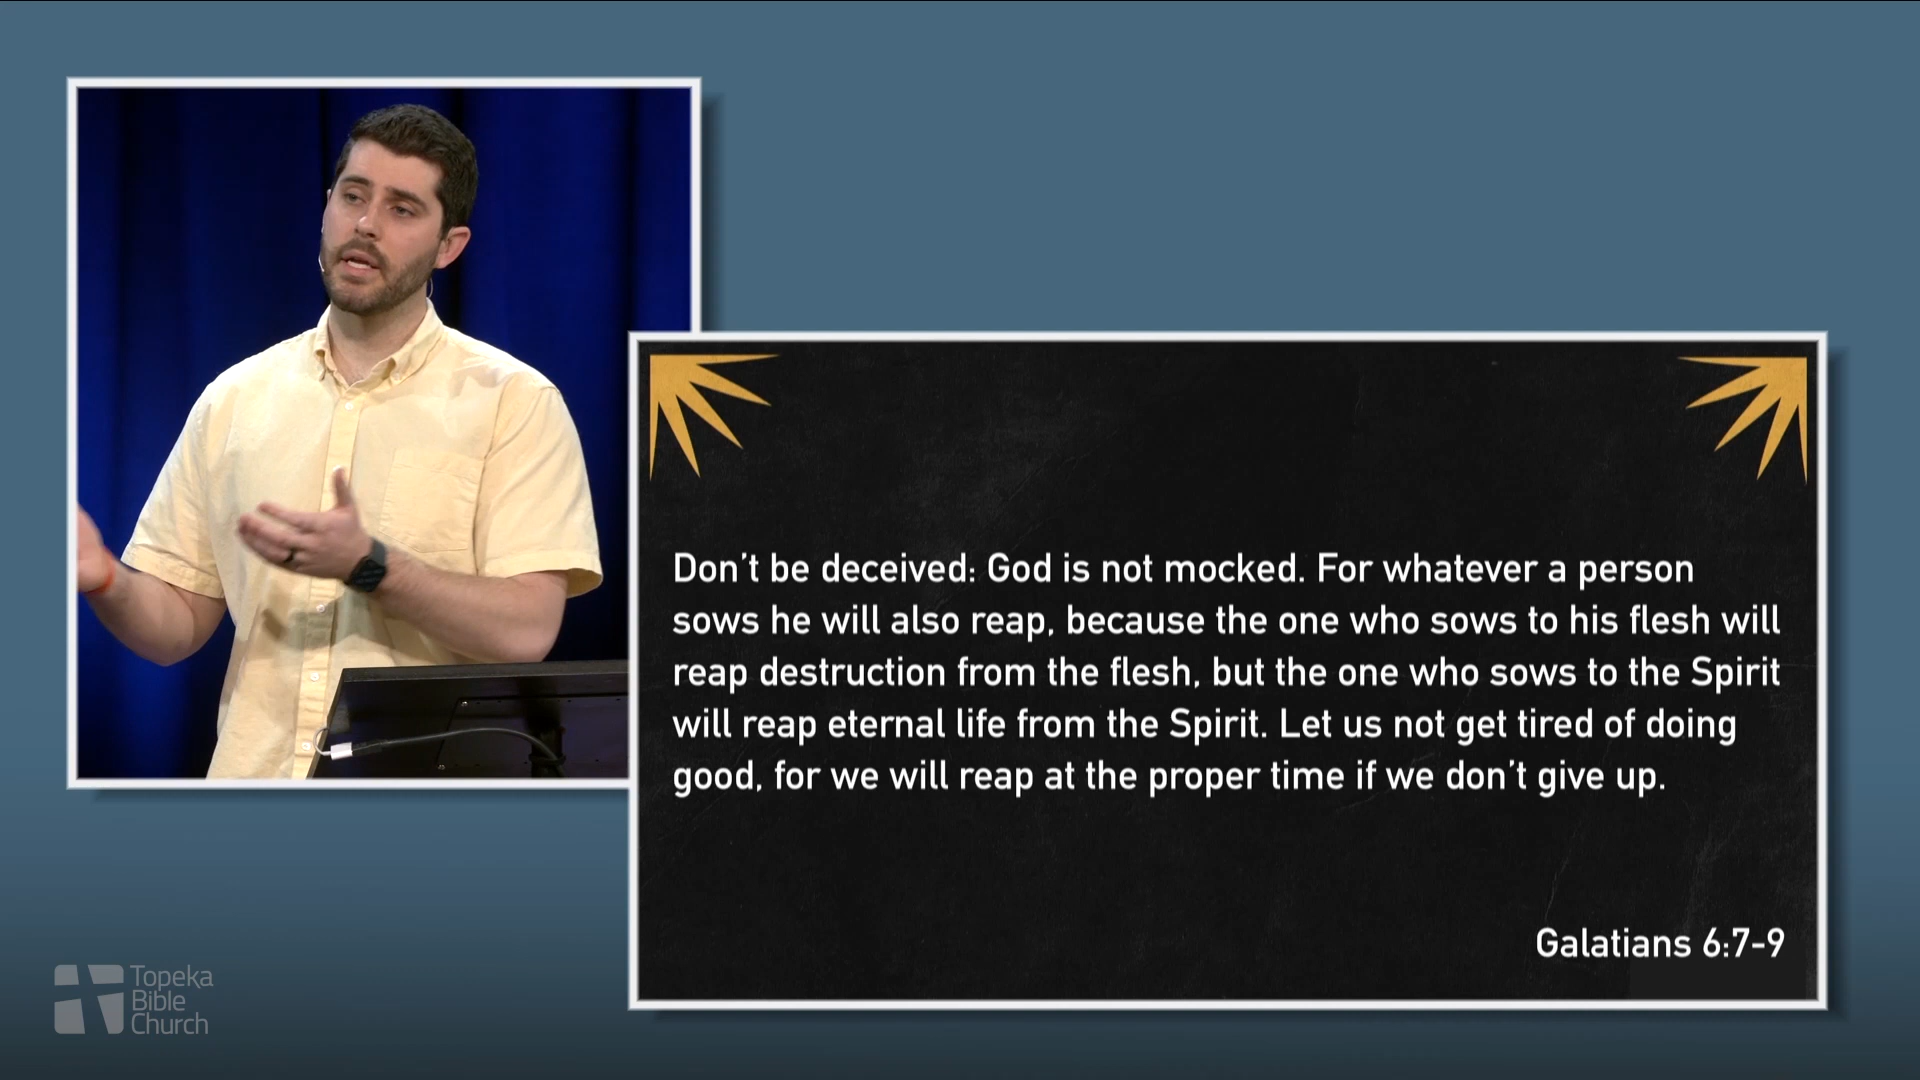 Don't be deceived: God is not mocked. For whatever a person
sows he will also reap, because the one who sows to his flesh will
reap destruction from the flesh, but the one who sows to the Spirit
will reap eternal life from the Spirit. Let us not get tired of doing
good, for we will reap at the proper time if we don't give up.
Galatians 6:7-9
Topeka
Bible
Church